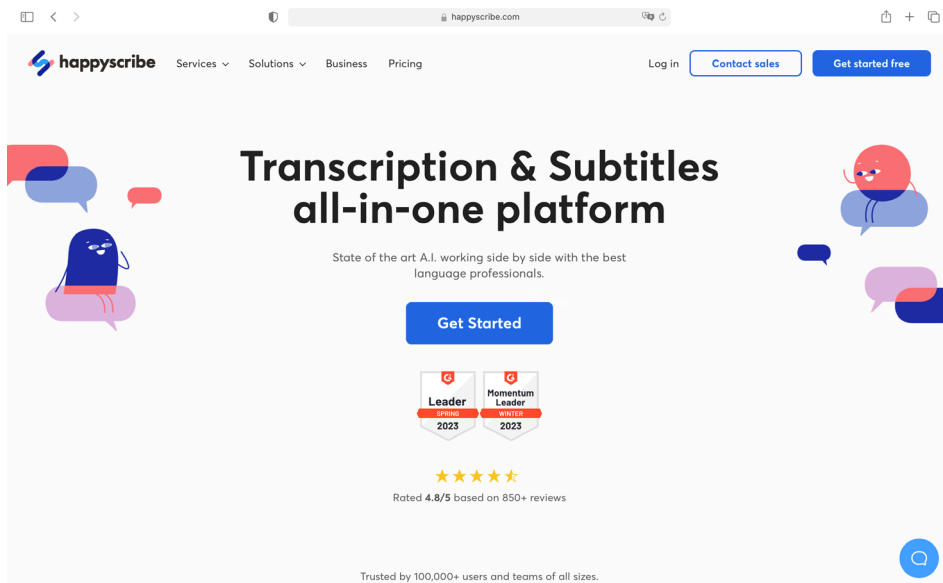 happyscribe.com
happyscribe
Services
Solutions
Business
Pricing
Log in
Contact sales
Get started free
Transcription & Subtitles
all-in-one platform
State of the art A.I. working side by side with the best
language professionals.
Get Started
Leader
SPRING
2023
Momentum
Leader
WINTER
2023
Rated 4.8/5 based on 850+ reviews
Trusted by 100,000+ users and teams of all sizes.